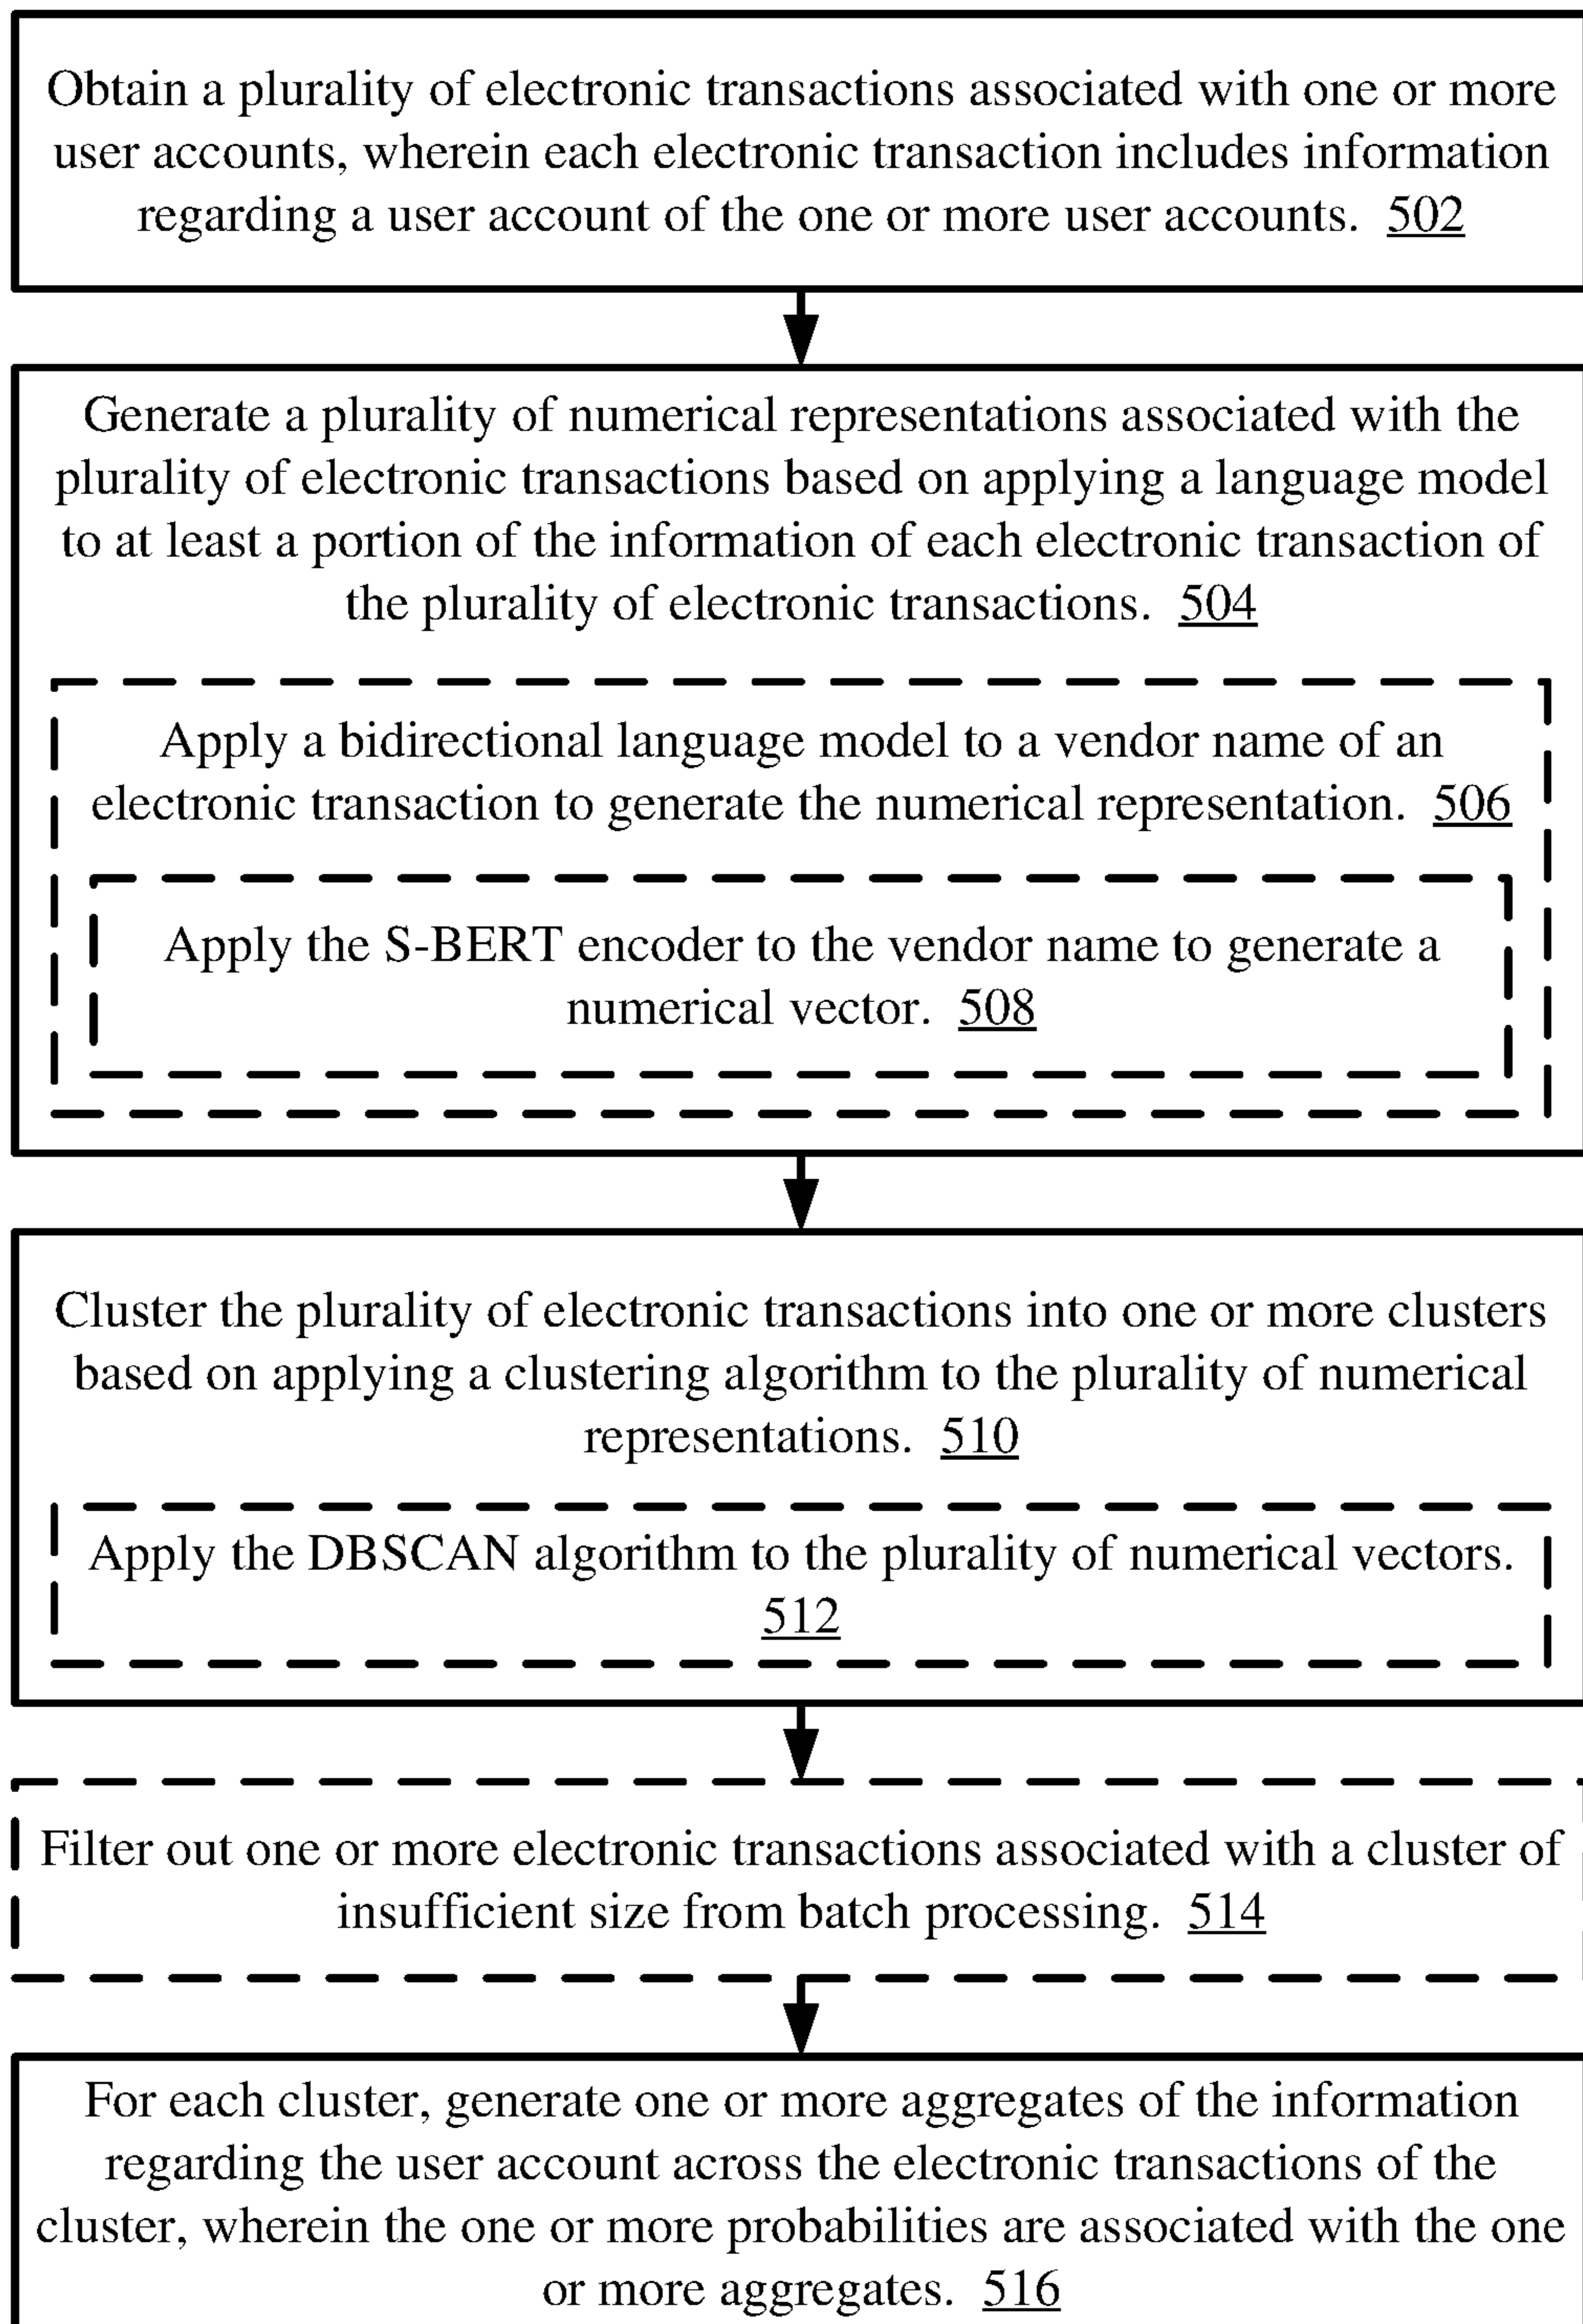 Obtain a plurality of electronic transactions associated with one or more
user accounts, wherein each electronic transaction includes information
regarding a user account of the one or more user accounts. 502
Generate a plurality of numerical representations associated with the
plurality of electronic transactions based on applying a language model
to at least a portion of the information of each electronic transaction of
the plurality of electronic transactions. 504
Apply a bidirectional language model to a vendor name of an
electronic transaction to generate the numerical representation. 506
Apply the S-BERT encoder to the vendor name to generate a
numerical vector. 508
Cluster the plurality of electronic transactions into one or more clusters
based on applying a clustering algorithm to the plurality of numerical
representations. 510
Apply the DBSCAN algorithm to the plurality of numerical vectors.
512
Filter out one or more electronic transactions associated with a cluster of
insufficient size from batch processing. 514
For each cluster, generate one or more aggregates of the information
regarding the user account across the electronic transactions of the
cluster, wherein the one or more probabilities are associated with the one
or more aggregates. 516